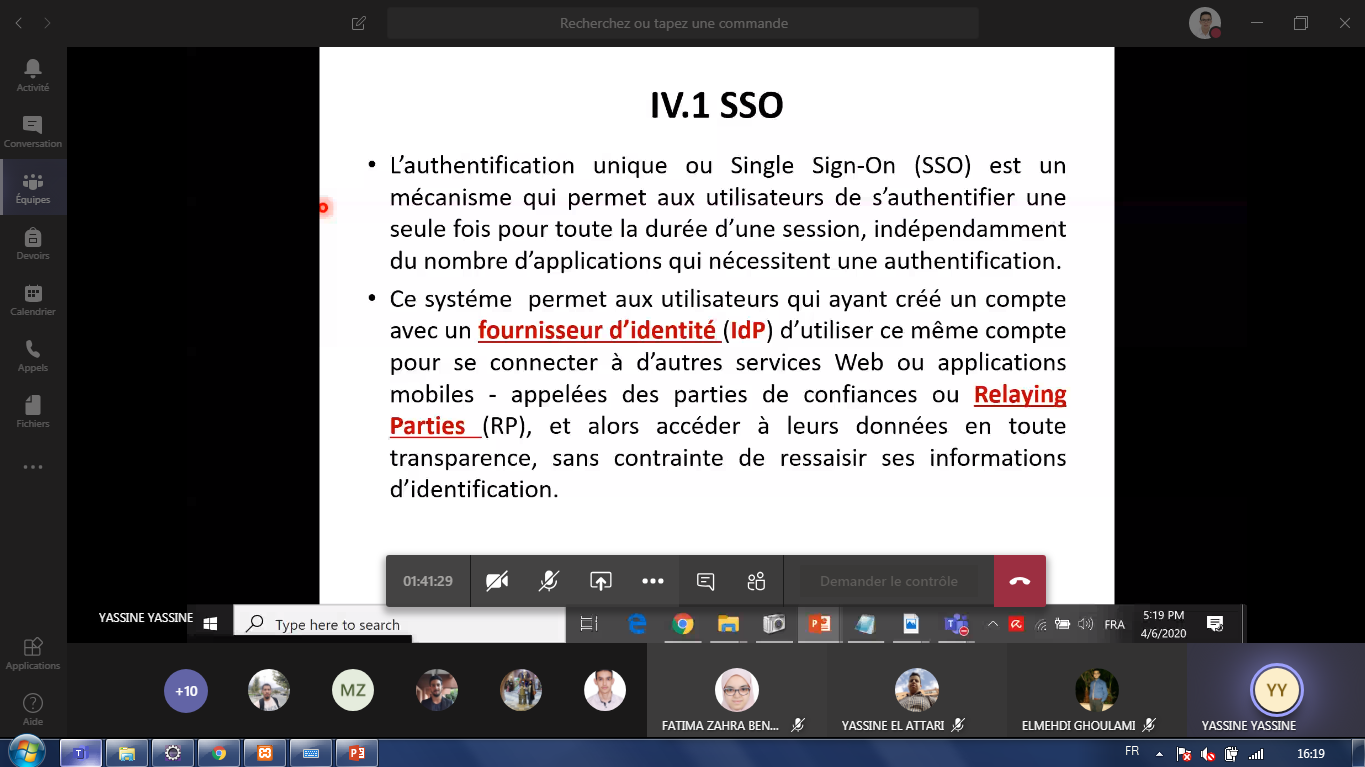 Recherchez ou tapez une commande
Activité
Conversation
Équipes
Devoirs
Calendrier
Appels
Fichiers
Applications
Aide
IV.1 SSO
• L’authentification unique ou Single Sign-On (SSO) est un
mécanisme qui permet aux utilisateurs de s’authentifier une
seule fois pour toute la durée d’une session, indépendamment
du nombre d’applications qui nécessitent une authentification.
• Ce systéme permet aux utilisateurs qui ayant créé un compte
avec un fournisseur d’identité (IdP) d’utiliser ce même compte
pour se connecter à d’autres services Web ou applications
mobiles - appelées des parties de confiances ou Relaying
Parties (RP), et alors accéder à leurs données en toute
transparence, sans contrainte de ressaisir ses informations
d’identification.
01:41:29
Demander le contrôle
YASSINE YASSINE
Type here to search
FRA
5:19 PM
4/6/2020
+10
MZ
YY
FATIMA ZAHRA BEN...
YASSINE EL ATTARI
ELMEHDI GHOULAMI
YASSINE YASSINE
FR
16:19